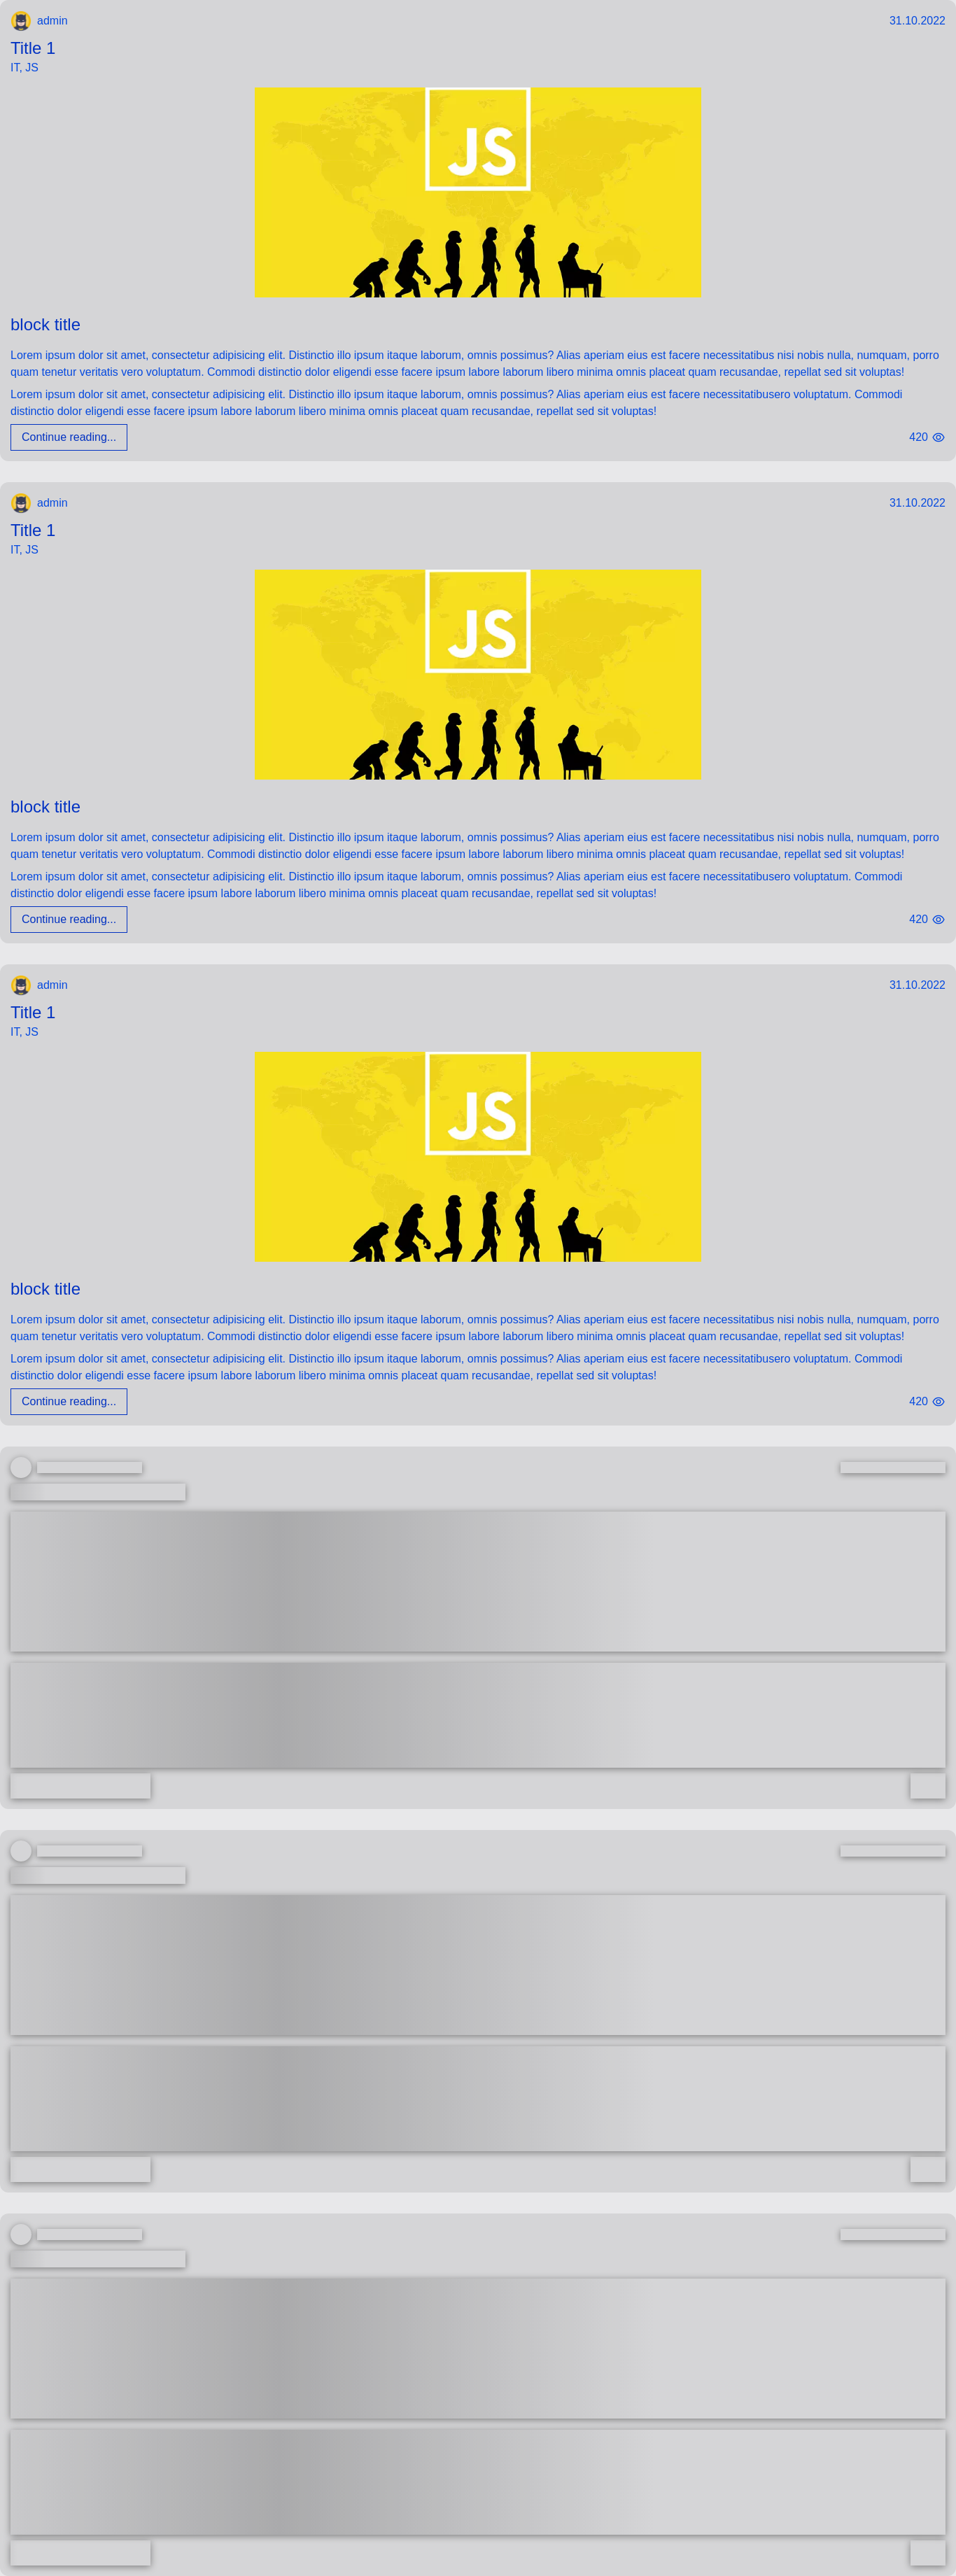 admin 31.10.2022
Title 1
IT, JS
JS
block title
Lorem ipsum dolor sit amet, consectetur adipisicing elit. Distinctio illo ipsum itaque laborum, omnis possimus? Alias aperiam eius est facere necessitatibus nisi nobis nulla, numquam, porro
quam tenetur veritatis vero voluptatum. Commodi distinctio dolor eligendi esse facere ipsum labore laborum libero minima omnis placeat quam recusandae, repellat sed sit voluptas!
Lorem ipsum dolor sit amet, consectetur adipisicing elit. Distinctio illo ipsum itaque laborum, omnis possimus? Alias aperiam eius est facere necessitatibusero voluptatum. Commodi
distinctio dolor eligendi esse facere ipsum labore laborum libero minima omnis placeat quam recusandae, repellat sed sit voluptas!
Continue reading... 420
admin 31.10.2022
Title 1
IT, JS
JS
block title
Lorem ipsum dolor sit amet, consectetur adipisicing elit. Distinctio illo ipsum itaque laborum, omnis possimus? Alias aperiam eius est facere necessitatibus nisi nobis nulla, numquam, porro
quam tenetur veritatis vero voluptatum. Commodi distinctio dolor eligendi esse facere ipsum labore laborum libero minima omnis placeat quam recusandae, repellat sed sit voluptas!
Lorem ipsum dolor sit amet, consectetur adipisicing elit. Distinctio illo ipsum itaque laborum, omnis possimus? Alias aperiam eius est facere necessitatibusero voluptatum. Commodi
distinctio dolor eligendi esse facere ipsum labore laborum libero minima omnis placeat quam recusandae, repellat sed sit voluptas!
Continue reading... 420
admin 31.10.2022
Title 1
IT, JS
JS
block title
Lorem ipsum dolor sit amet, consectetur adipisicing elit. Distinctio illo ipsum itaque laborum, omnis possimus? Alias aperiam eius est facere necessitatibus nisi nobis nulla, numquam, porro
quam tenetur veritatis vero voluptatum. Commodi distinctio dolor eligendi esse facere ipsum labore laborum libero minima omnis placeat quam recusandae, repellat sed sit voluptas!
Lorem ipsum dolor sit amet, consectetur adipisicing elit. Distinctio illo ipsum itaque laborum, omnis possimus? Alias aperiam eius est facere necessitatibusero voluptatum. Commodi
distinctio dolor eligendi esse facere ipsum labore laborum libero minima omnis placeat quam recusandae, repellat sed sit voluptas!
Continue reading... 420